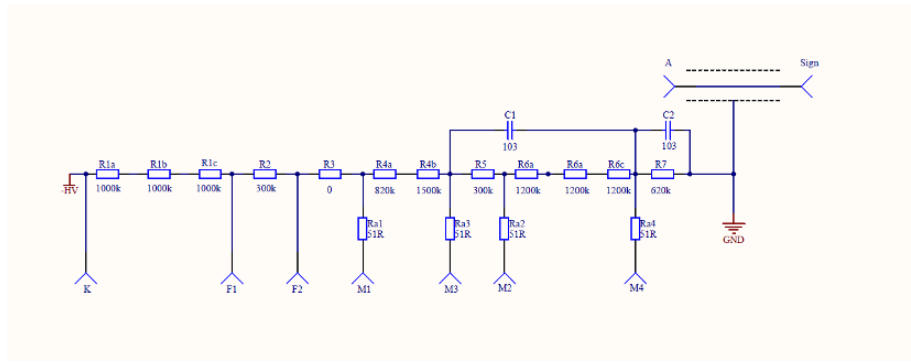 A Sign
C1 C2
103 103
R1a R1b R1c R2 R3 R4a R4b R5 R6a R6a R6c R7
-HV 1000k 1000k 1000k 300k 0 820k 1500k 300k 1200k 1200k 1200k 620k
Ra1 Ra3 Ra2 Ra4
51R 51R 51R 51R
GND
K F1 F2 M1 M3 M2 M4